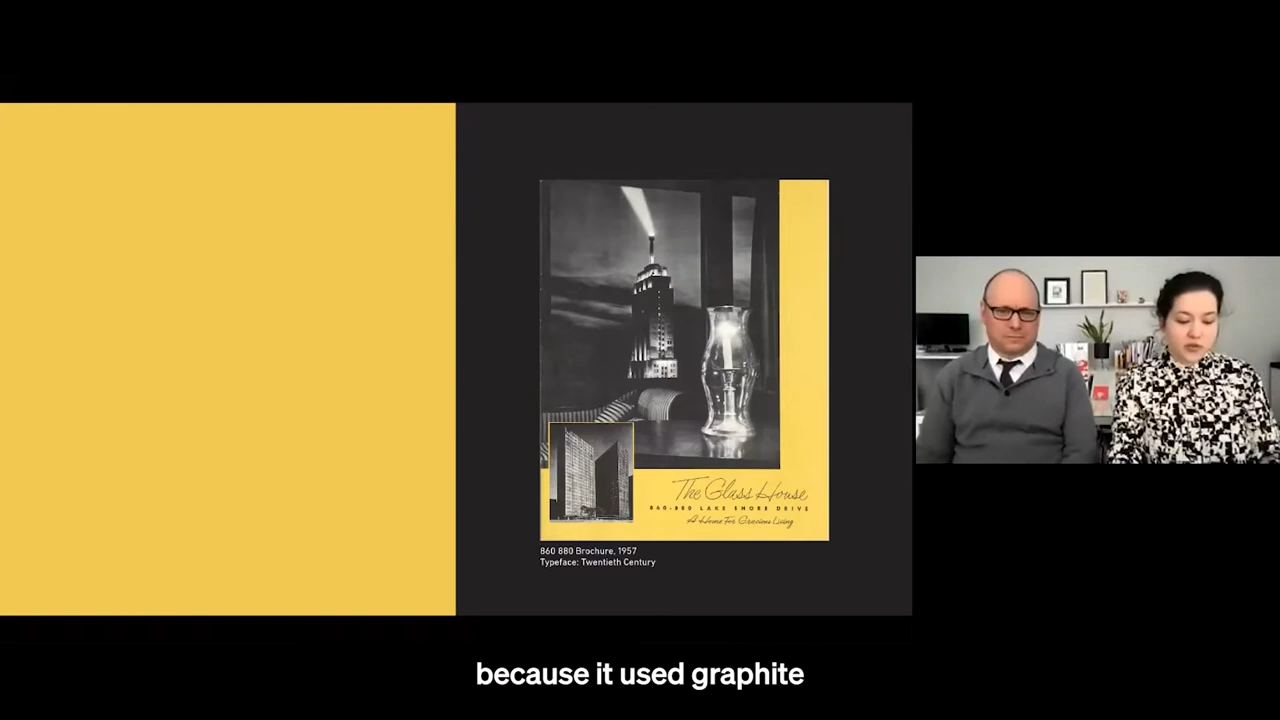 The Glass House
860-880 LAKE SHORE DRIVE
A Home For Gracious Living
860 880 Brochure, 1957
Typeface: Twentieth Century
because it used graphite